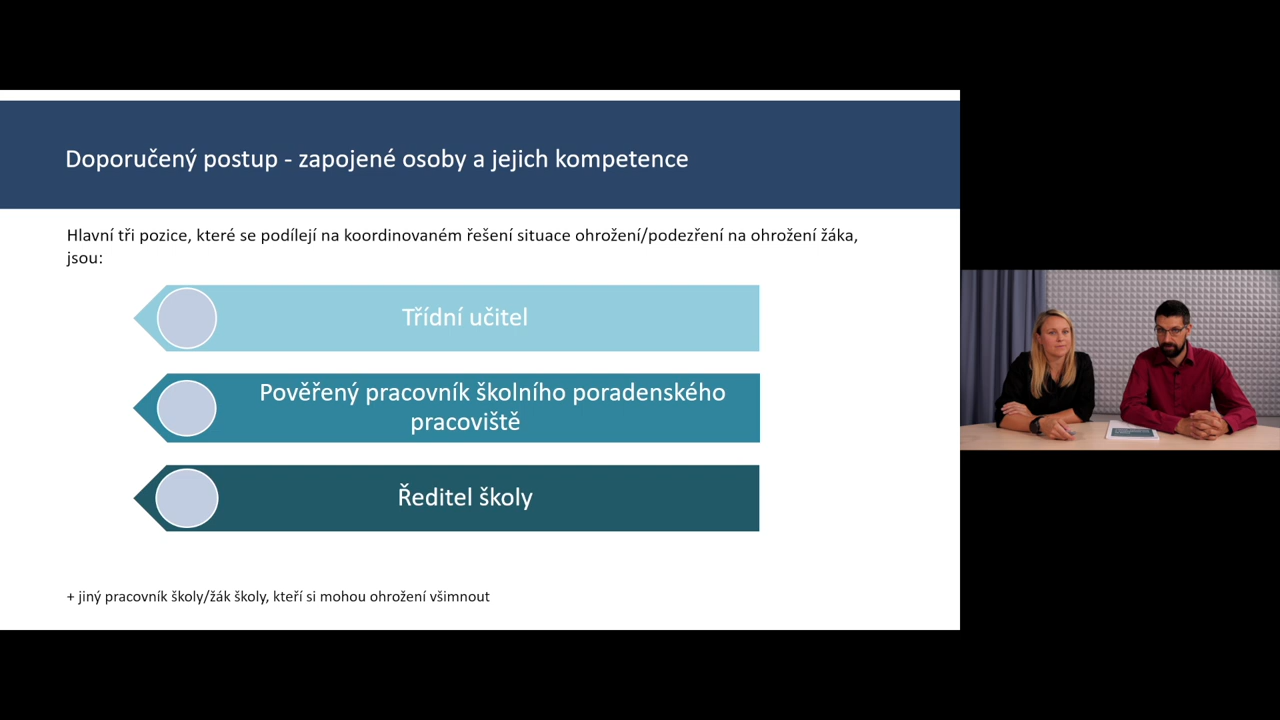 Doporučený postup - zapojené osoby a jejich kompetence
Hlavní tři pozice, které se podílejí na koordinovaném řešení situace ohrožení/podezření na ohrožení žáka,
jsou:
Třídní učitel
Pověřený pracovník školního poradenského
pracoviště
Ředitel školy
+ jiný pracovník školy/žák školy, kteří si mohou ohrožení všimnout